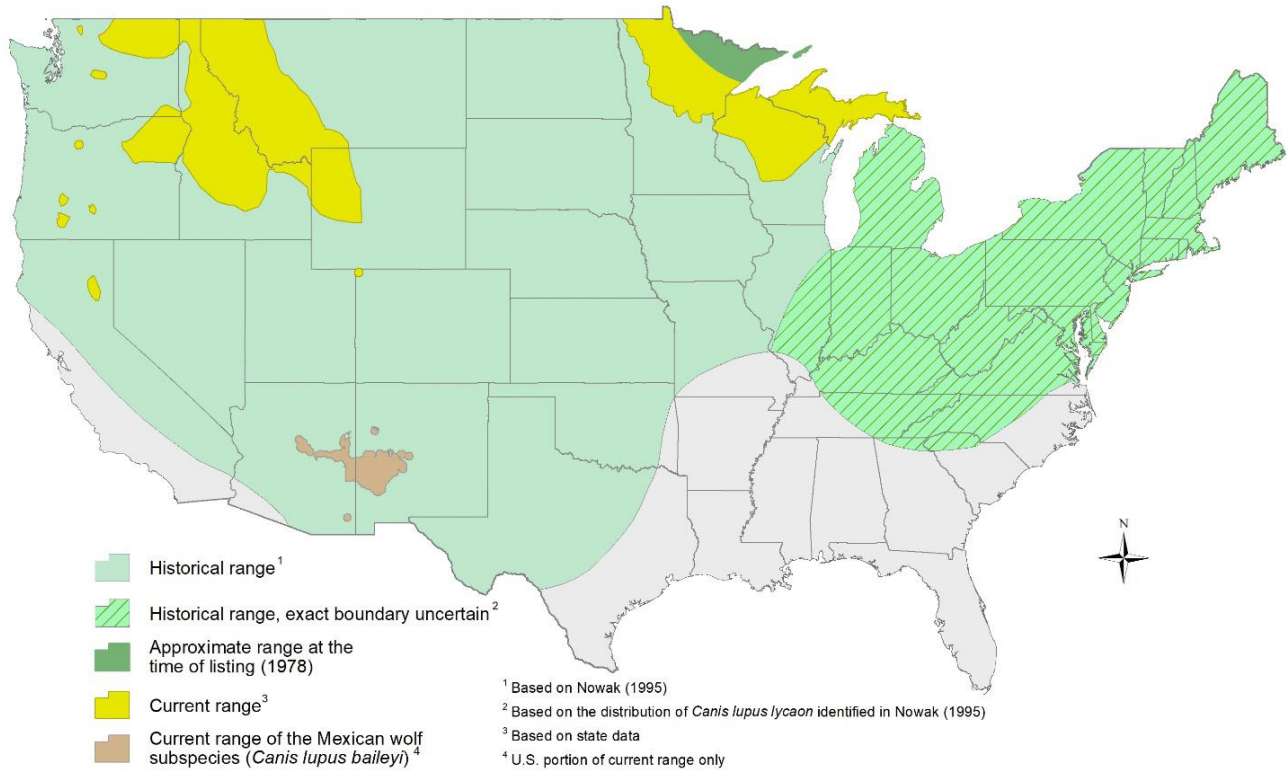 N
Historical range1
Historical range, exact boundary uncertain2
Approximate range at the
time of listing (1978)
Current range3
Current range of the Mexican wolf
subspecies (Canis lupus baileyi) 4
1 Based on Nowak (1995)
2 Based on the distribution of Canis lupus lycaon identified in Nowak (1995)
3 Based on state data
4 U.S. portion of current range only